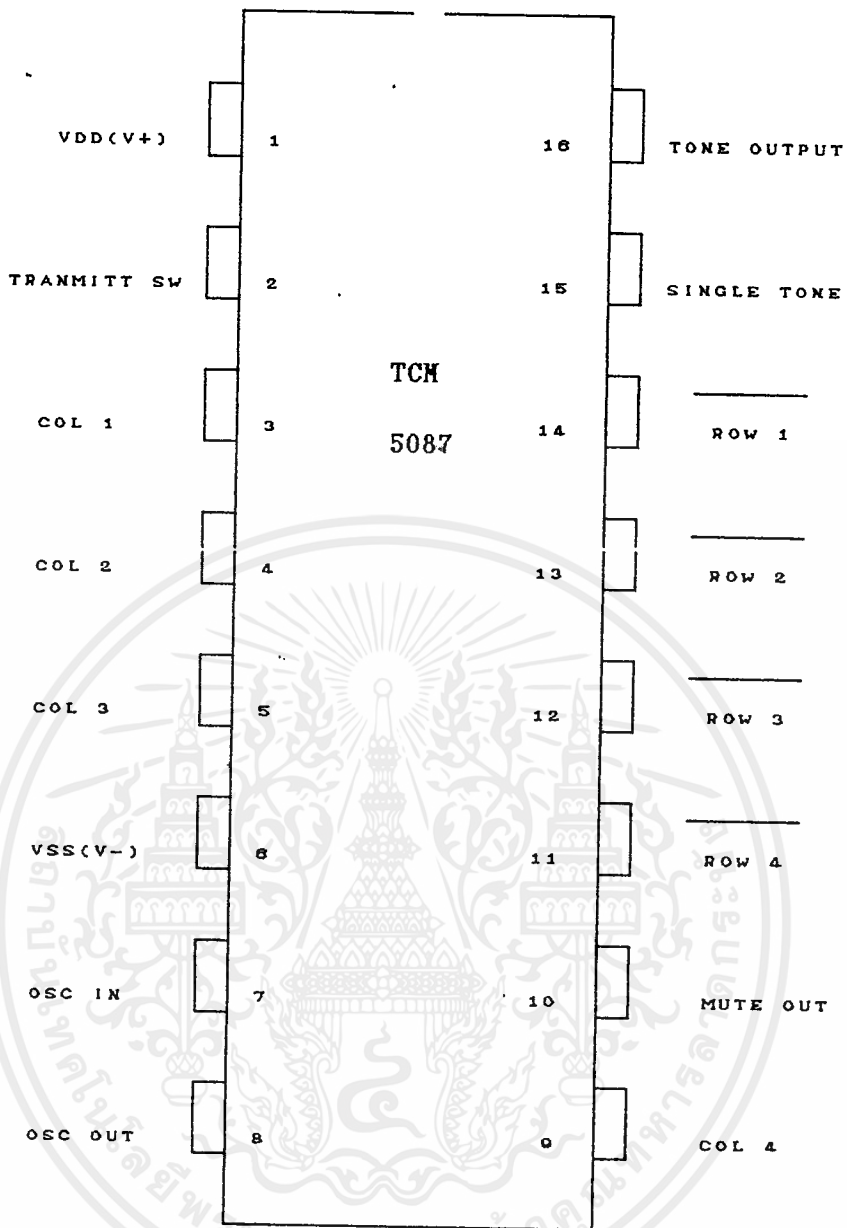 VDD(V+) 1 16 TONE OUTPUT
TRANMITT SW 2 15 SINGLE TONE
TCM
COL 1 3 14 ROW 1
5087
COL 2 4 13 ROW 2
COL 3 5 12 ROW 3
VSS(V-) 6 11 ROW 4
OSC IN 7 10 MUTE OUT
OSC OUT 8 9 COL 4